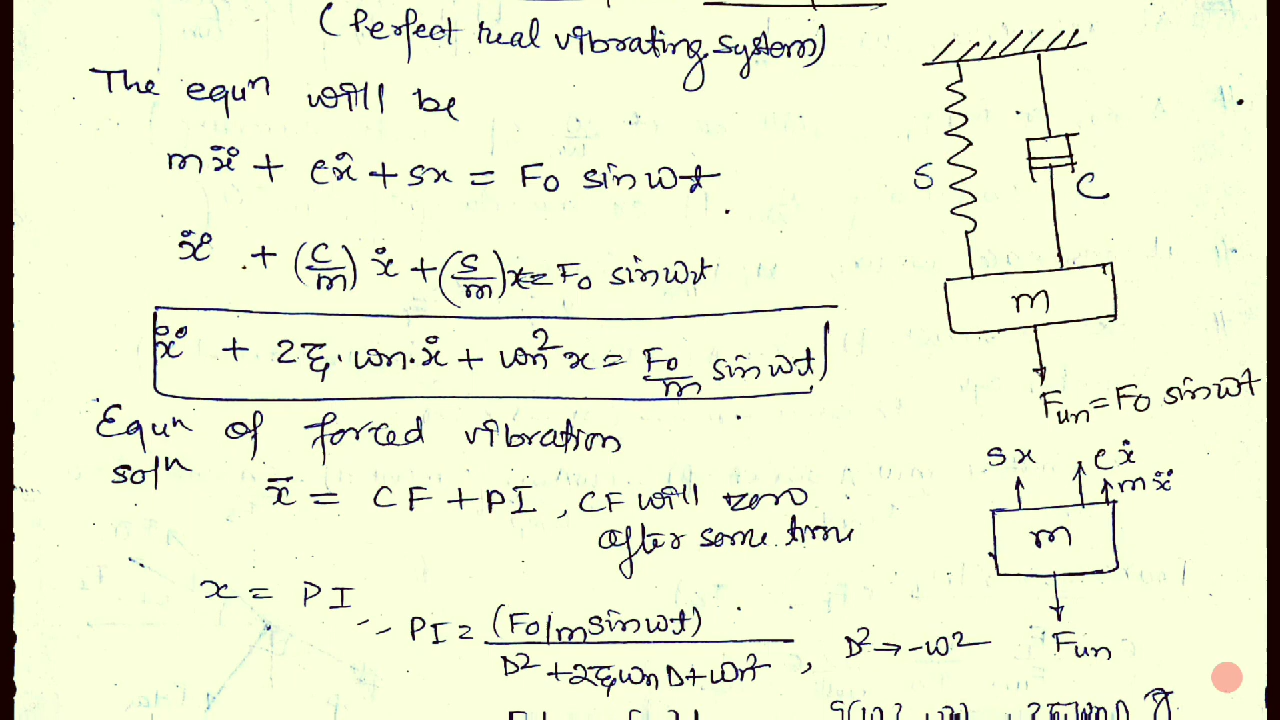 (Perfect real vibrating system)
The equn will be
mẍ + cẋ + sx = F0 sin ωt
ẍ + (c/m) ẋ + (s/m)x = F0 sin ωt
ẍ + 2ξ.ωn.ẋ + ωn² x = F0/m sin ωt
Equn of forced vibration
soln
x̄ = CF + PI , CF will zero
after some time
x = PI
PI = (F0/m sin ωt) / D² + 2ξωn D + ωn² , D² → -ω²
S
C
m
Fun = F0 sin ωt
sx
cẋ
mẍ
m
Fun